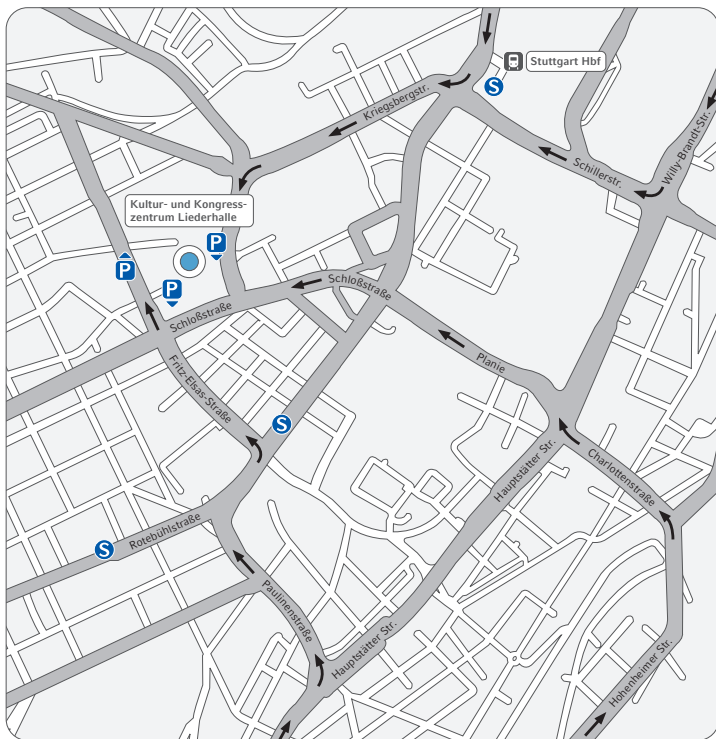 Stuttgart Hbf
S
Kriegsbergstr.
Willy-Brandt-Str.
Schillerstr.
Kultur- und Kongress-
zentrum Liederhalle
P
P
P
Schloßstraße
Schloßstraße
Planie
Fritz-Elsas-Straße
S
Hauptstätter Str.
Charlottenstraße
Rotebühlstraße
S
Paulinenstraße
Hauptstätter Str.
Hohenheimer Str.